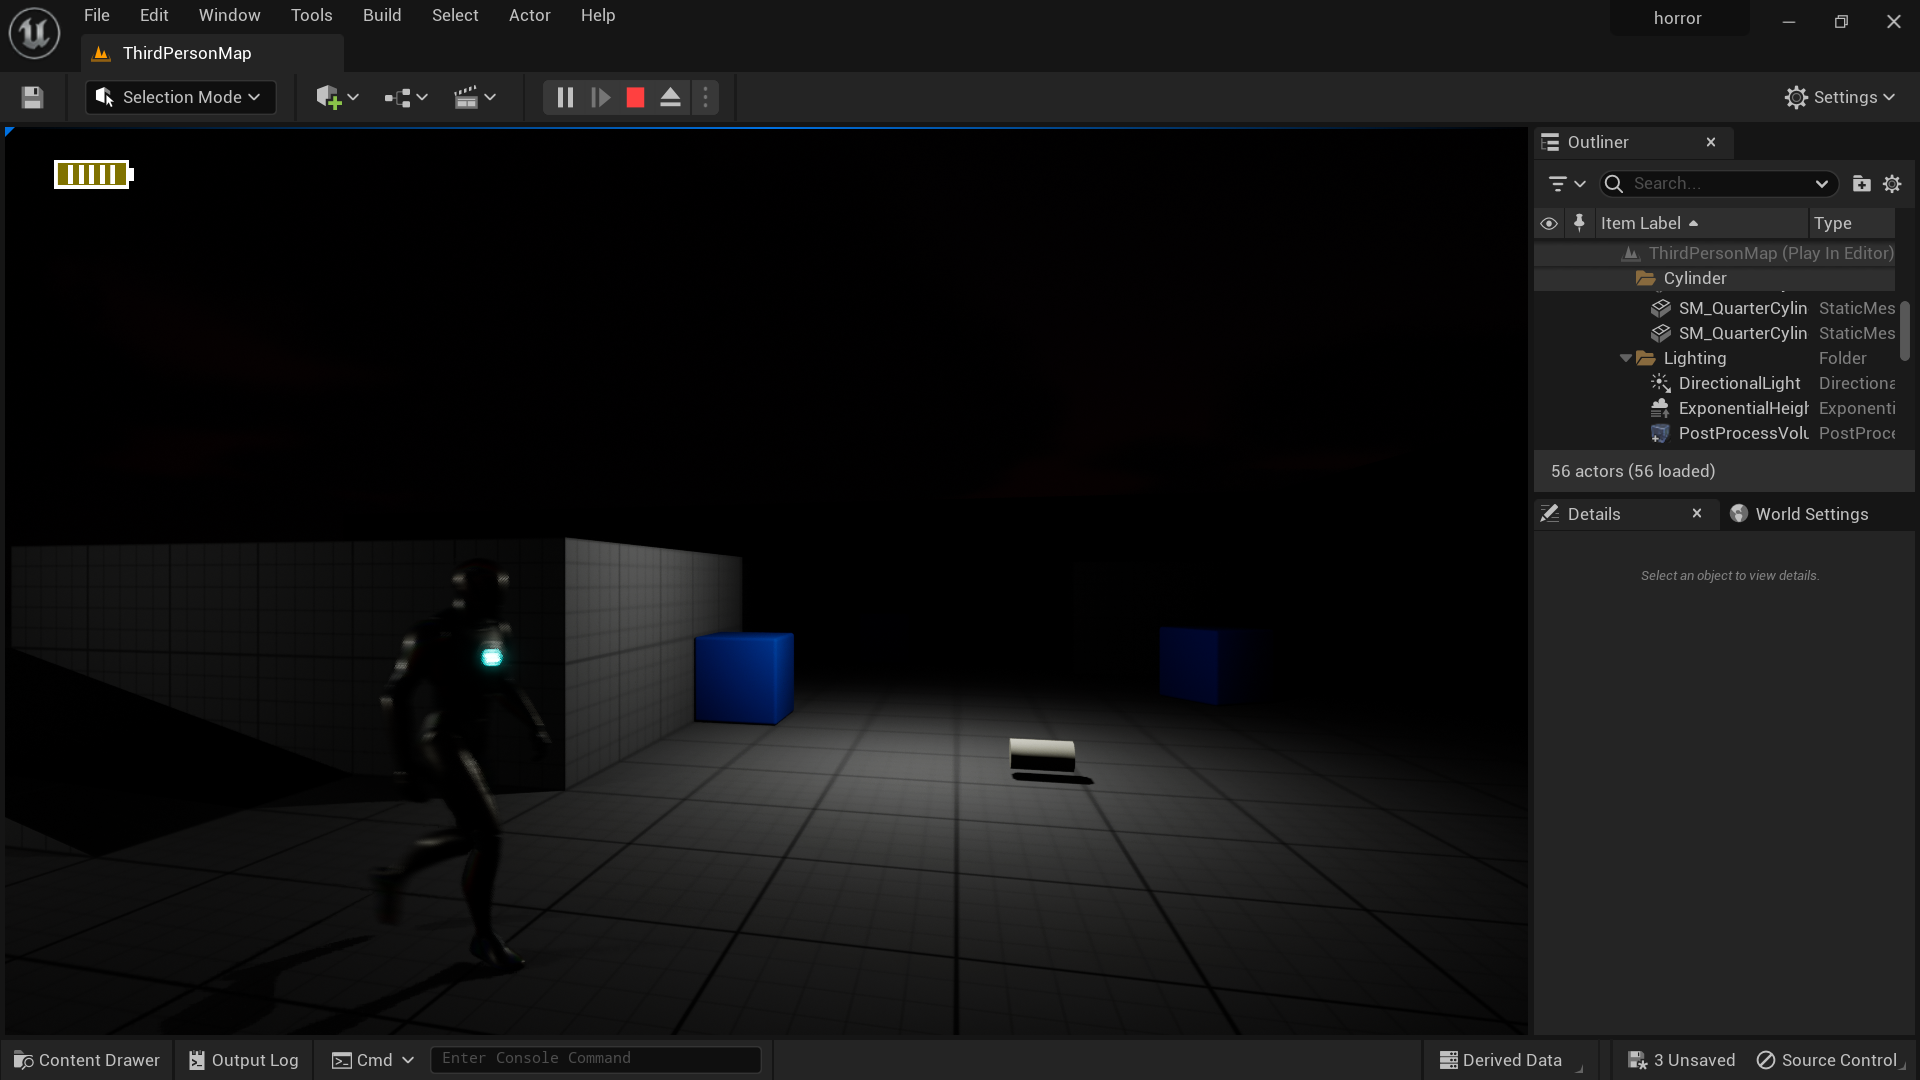 File Edit Window Tools Build Select Actor Help
horror
ThirdPersonMap
Selection Mode
Settings
Outliner
Search...
Item Label Type
ThirdPersonMap (Play In Editor)
Cylinder
SM_QuarterCylin StaticMes
SM_QuarterCylin StaticMes
Lighting Folder
DirectionalLight Directiona
ExponentialHeigh Exponenti
PostProcessVolu PostProce
56 actors (56 loaded)
Details World Settings
Select an object to view details.
Content Drawer Output Log Cmd Enter Console Command Derived Data 3 Unsaved Source Control